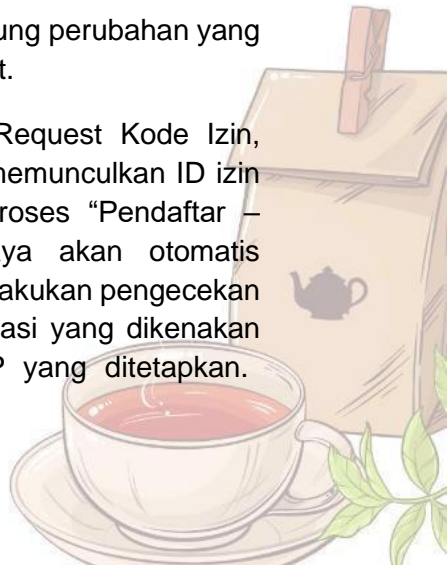 ung perubahan yang
t.
Request Kode Izin,
nemunculkan ID izin
roses “Pendaftar –
ya akan otomatis
akukan pengecekan
asi yang dikenakan
P yang ditetapkan.